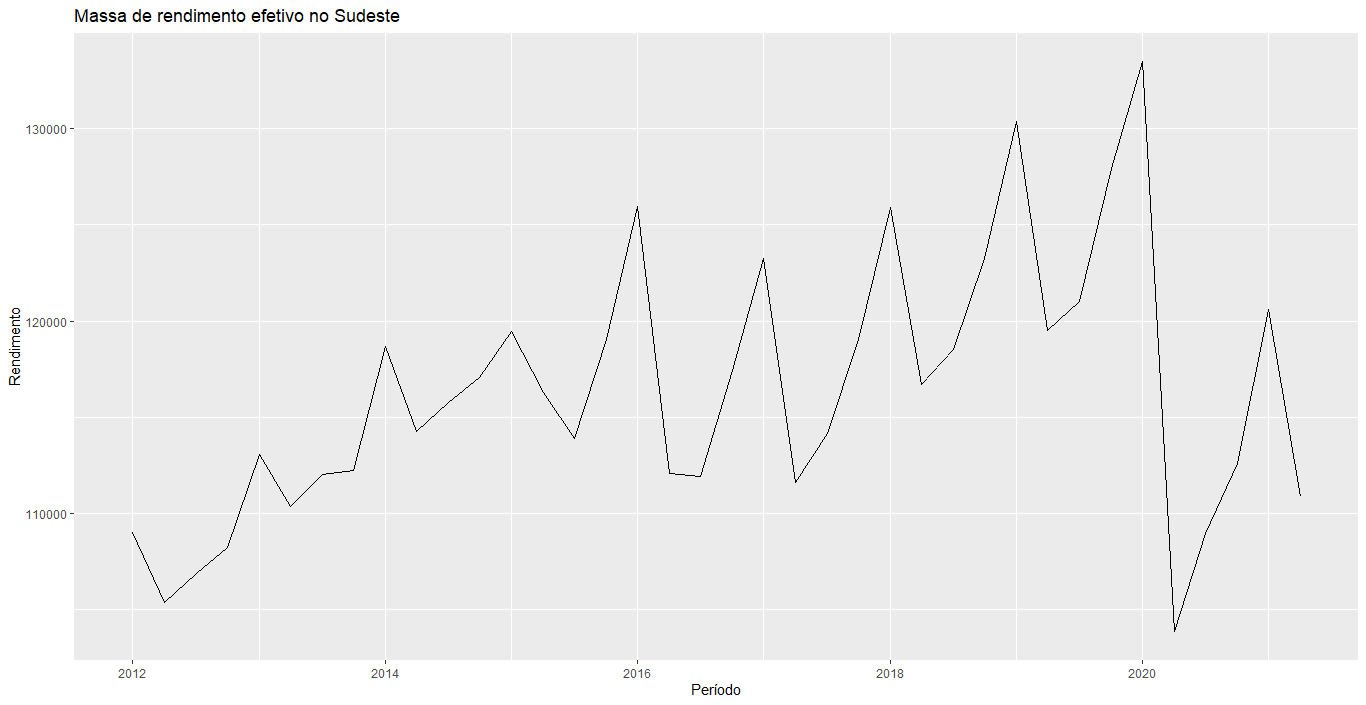 Massa de rendimento efetivo no Sudeste
Rendimento
130000
120000
110000
2012 2014 2016 2018 2020
Período